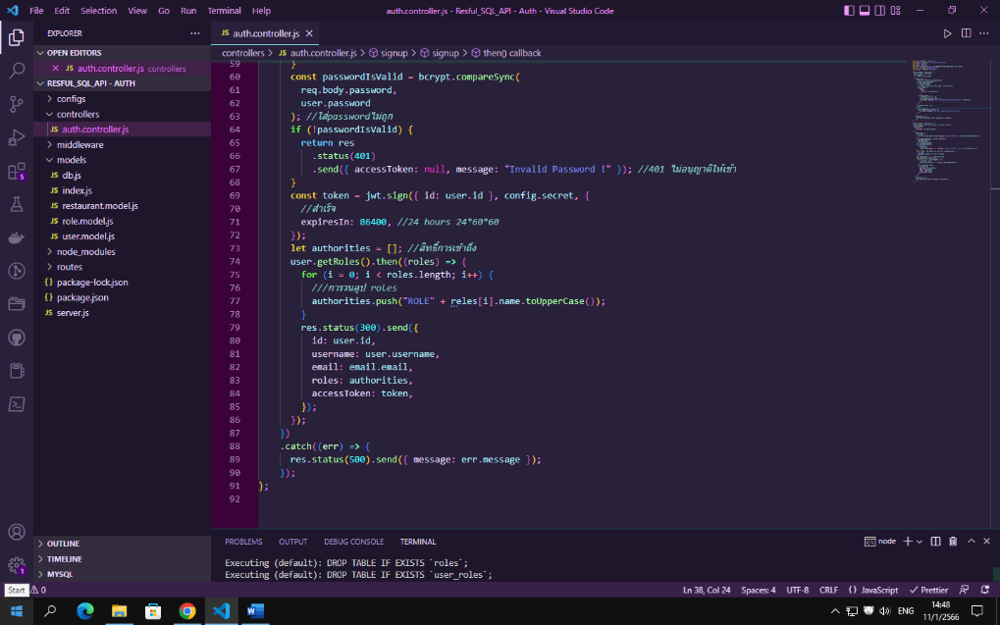 File Edit Selection View Go Run Terminal Help
auth.controller.js - Resful_SQL_API - Auth - Visual Studio Code
EXPLORER
OPEN EDITORS
auth.controller.js controllers
RESFUL_SQL_API - AUTH
configs
controllers
JS auth.controller.js
middleware
models
JS db.js
JS index.js
JS restaurant.model.js
JS role.model.js
JS user.model.js
node_modules
routes
{} package-lock.json
{} package.json
JS server.js
OUTLINE
TIMELINE
MYSQL
JS auth.controller.js
controllers > JS auth.controller.js > signup > signup > then() callback
59 }
60 const passwordIsValid = bcrypt.compareSync(
61 req.body.password,
62 user.password
63 ); //ใส่passwordไม่ถูก
64 if (!passwordIsValid) {
65 return res
66 .status(401)
67 .send({ accessToken: null, message: "Invalid Password !" }); //401 ไม่อนุญาติให้เข้า
68 }
69 const token = jwt.sign({ id: user.id }, config.secret, {
70 //สำเร็จ
71 expiresIn: 86400, //24 hours 24*60*60
72 });
73 let authorities = []; //สิทธิ์การเข้าถึง
74 user.getRoles().then((roles) => {
75 for (i = 0; i < roles.length; i++) {
76 ///การวนลูป roles
77 authorities.push("ROLE" + reles[i].name.toUpperCase());
78 }
79 res.status(300).send({
80 id: user.id,
81 username: user.username,
82 email: email.email,
83 roles: authorities,
84 accessToken: token,
85 });
86 });
87 })
88 .catch((err) => {
89 res.status(500).send({ message: err.message });
90 });
91 };
92
PROBLEMS OUTPUT DEBUG CONSOLE TERMINAL
node
Executing (default): DROP TABLE IF EXISTS `roles`;
Executing (default): DROP TABLE IF EXISTS `user_roles`;
Start 0
Ln 38, Col 24 Spaces: 4 UTF-8 CRLF {} JavaScript Prettier
ENG
14:48
11/1/2566